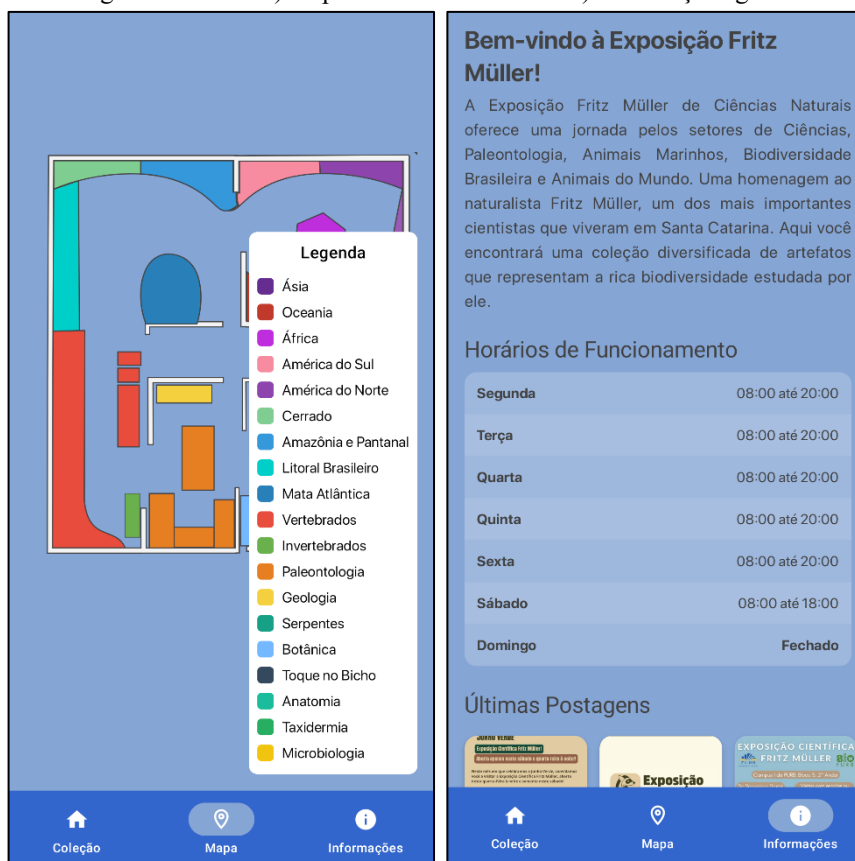 Legenda
Ásia
Oceania
África
América do Sul
América do Norte
Cerrado
Amazônia e Pantanal
Litoral Brasileiro
Mata Atlântica
Vertebrados
Invertebrados
Paleontologia
Geologia
Serpentes
Botânica
Toque no Bicho
Anatomia
Taxidermia
Microbiologia
Coleção
Mapa
Informações
Bem-vindo à Exposição Fritz
Müller!
A Exposição Fritz Müller de Ciências Naturais
oferece uma jornada pelos setores de Ciências,
Paleontologia, Animais Marinhos, Biodiversidade
Brasileira e Animais do Mundo. Uma homenagem ao
naturalista Fritz Müller, um dos mais importantes
cientistas que viveram em Santa Catarina. Aqui você
encontrará uma coleção diversificada de artefatos
que representam a rica biodiversidade estudada por
ele.
Horários de Funcionamento
Segunda 08:00 até 20:00
Terça 08:00 até 20:00
Quarta 08:00 até 20:00
Quinta 08:00 até 20:00
Sexta 08:00 até 20:00
Sábado 08:00 até 18:00
Domingo Fechado
Últimas Postagens
JUNHO VERDE
Exposição Científica Fritz Müller!
Exposição
EXPOSIÇÃO CIENTÍFICA
FRITZ MÜLLER
Coleção
Mapa
Informações